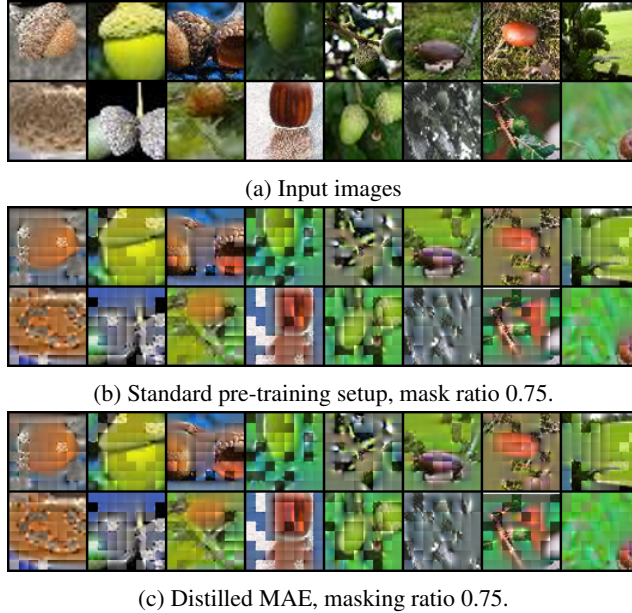 (a) Input images
(b) Standard pre-training setup, mask ratio 0.75.
(c) Distilled MAE, masking ratio 0.75.